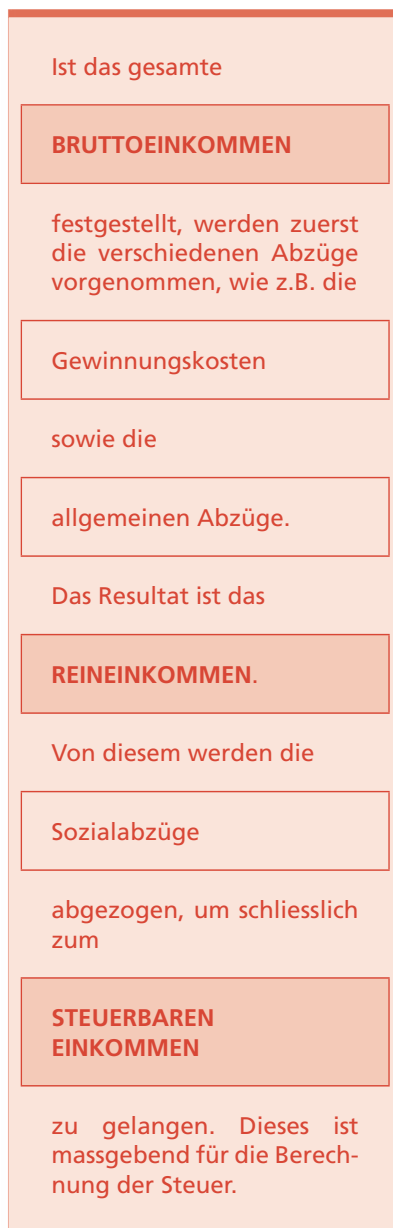 Ist das gesamte
BRUTTOEINKOMMEN
festgestellt, werden zuerst
die verschiedenen Abzüge
vorgenommen, wie z.B. die
Gewinnungskosten
sowie die
allgemeinen Abzüge.
Das Resultat ist das
REINEINKOMMEN.
Von diesem werden die
Sozialabzüge
abgezogen, um schliesslich
zum
STEUERBAREN
EINKOMMEN
zu gelangen. Dieses ist
massgebend für die Berech-
nung der Steuer.